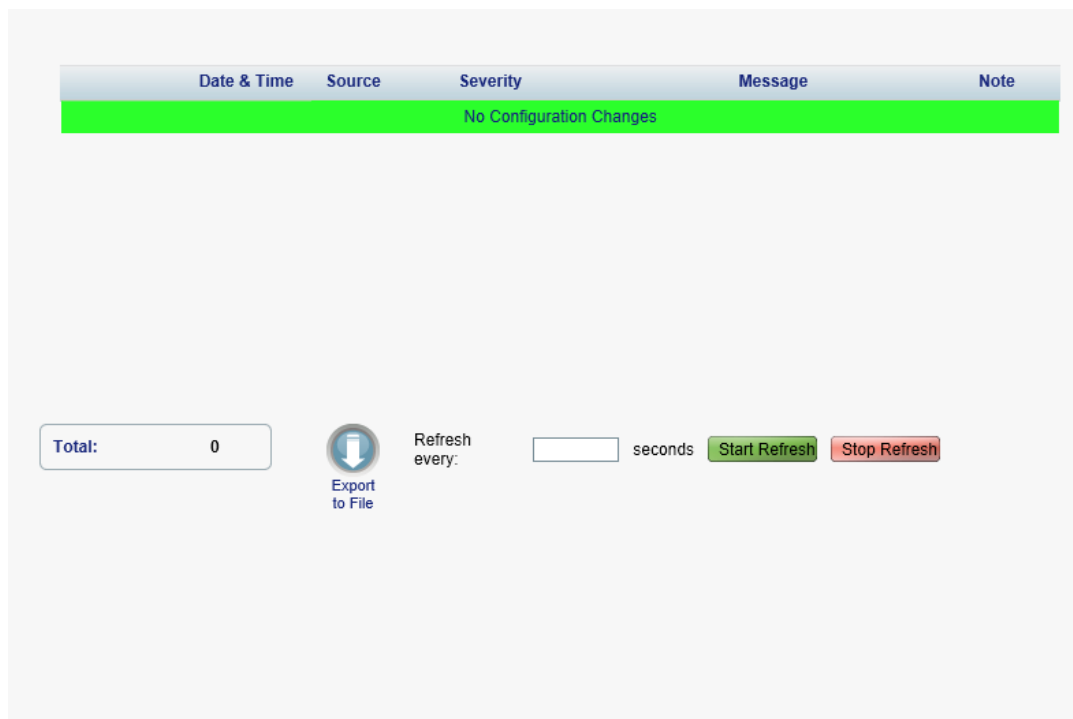 Date & Time Source Severity Message Note
No Configuration Changes
Total: 0
Export
to File
Refresh
every:
seconds
Start Refresh
Stop Refresh